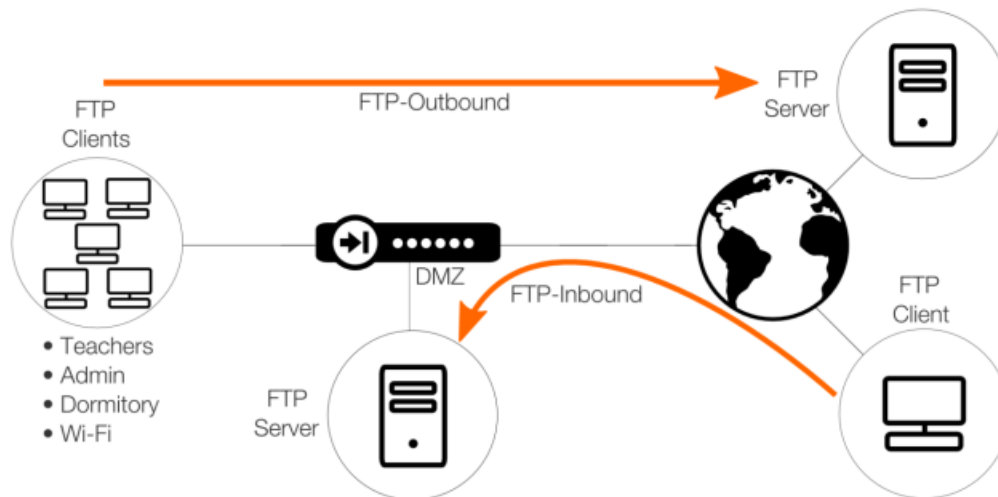 FTP
Server
FTP-Outbound
FTP
Clients
DMZ
FTP-Inbound
FTP
Client
• Teachers
• Admin
• Dormitory
• Wi-Fi
FTP
Server